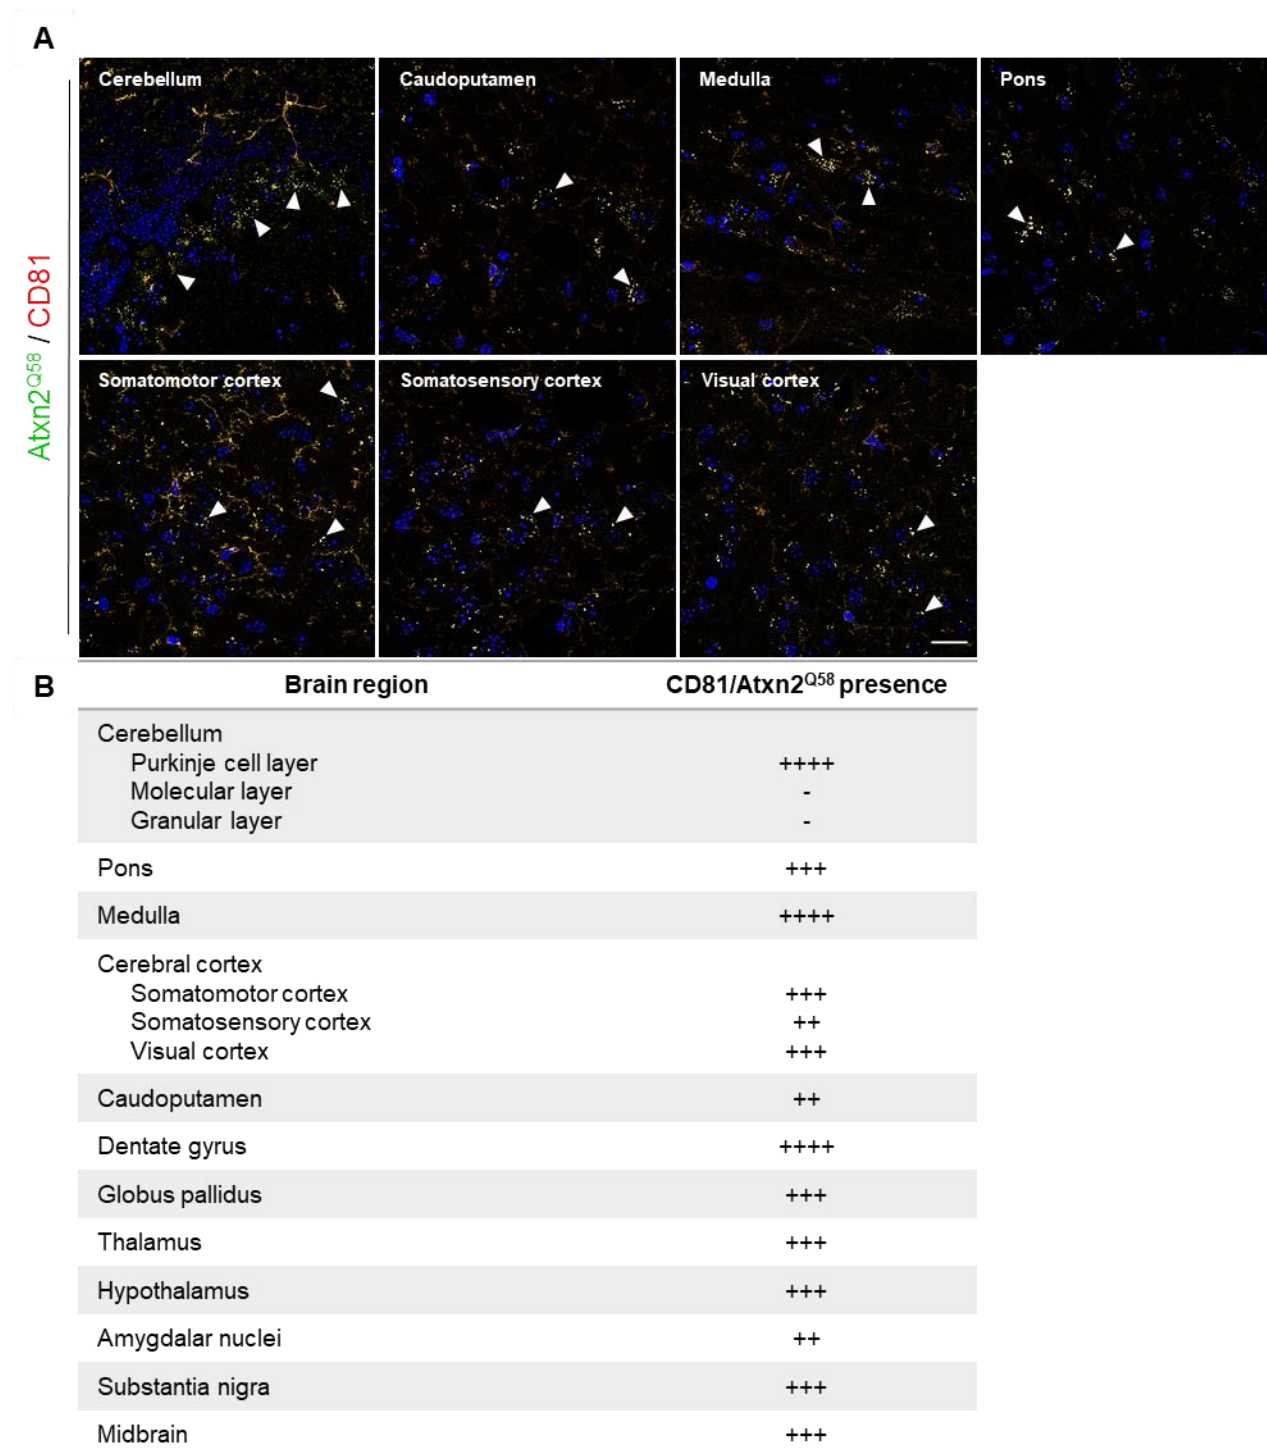 A
Cerebellum
Caudoputamen
Medulla
Pons
Atxn2Q58 / CD81
Somatomotor cortex
Somatosensory cortex
Visual cortex
B
Brain region CD81/Atxn2Q58 presence
Cerebellum
Purkinje cell layer ++++
Molecular layer -
Granular layer -
Pons +++
Medulla ++++
Cerebral cortex
Somatomotor cortex +++
Somatosensory cortex ++
Visual cortex +++
Caudoputamen ++
Dentate gyrus ++++
Globus pallidus +++
Thalamus +++
Hypothalamus +++
Amygdalar nuclei ++
Substantia nigra +++
Midbrain +++